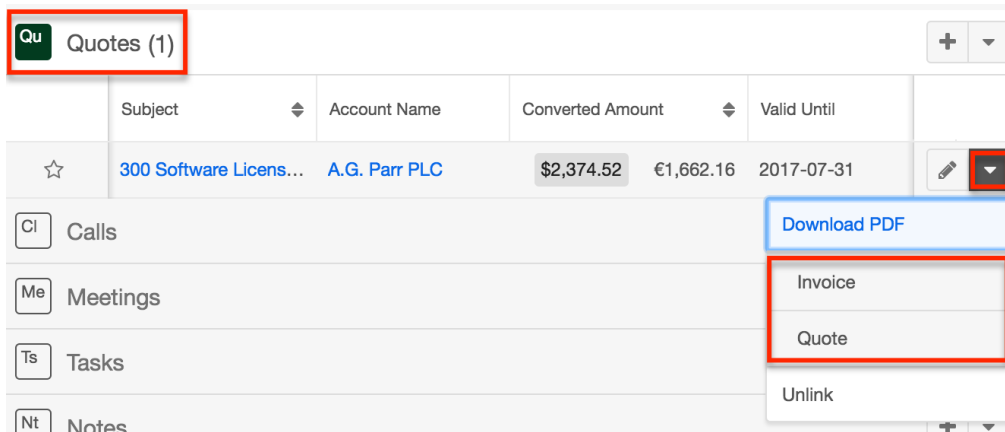 Qu Quotes (1)
Subject Account Name Converted Amount Valid Until
300 Software Licens... A.G. Parr PLC $2,374.52 €1,662.16 2017-07-31
Download PDF
Cl Calls
Invoice
Me Meetings
Quote
Ts Tasks
Unlink
Nt Notes